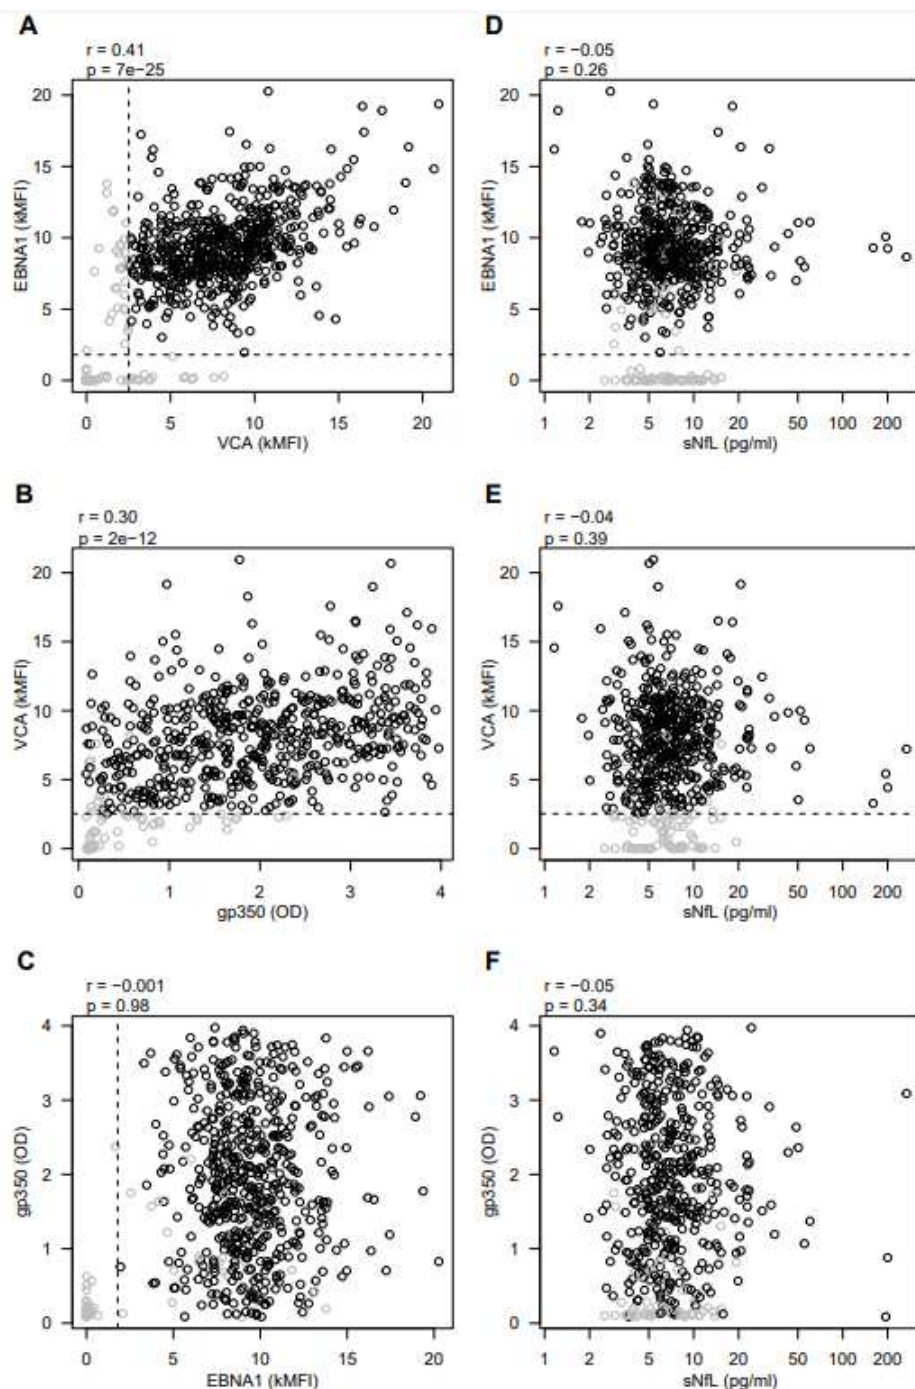 A
r = 0.41
p = 7e−25
20
15
10
5
0
EBNA1 (kMFI)
0 5 10 15 20
VCA (kMFI)
D
r = −0.05
p = 0.26
20
15
10
5
0
EBNA1 (kMFI)
1 2 5 10 20 50 100 200
sNfL (pg/ml)
B
r = 0.30
p = 2e−12
20
15
10
5
0
VCA (kMFI)
0 1 2 3 4
gp350 (OD)
E
r = −0.04
p = 0.39
20
15
10
5
0
VCA (kMFI)
1 2 5 10 20 50 100 200
sNfL (pg/ml)
C
r = −0.001
p = 0.98
4
3
2
1
0
gp350 (OD)
0 5 10 15 20
EBNA1 (kMFI)
F
r = −0.05
p = 0.34
4
3
2
1
0
gp350 (OD)
1 2 5 10 20 50 100 200
sNfL (pg/ml)